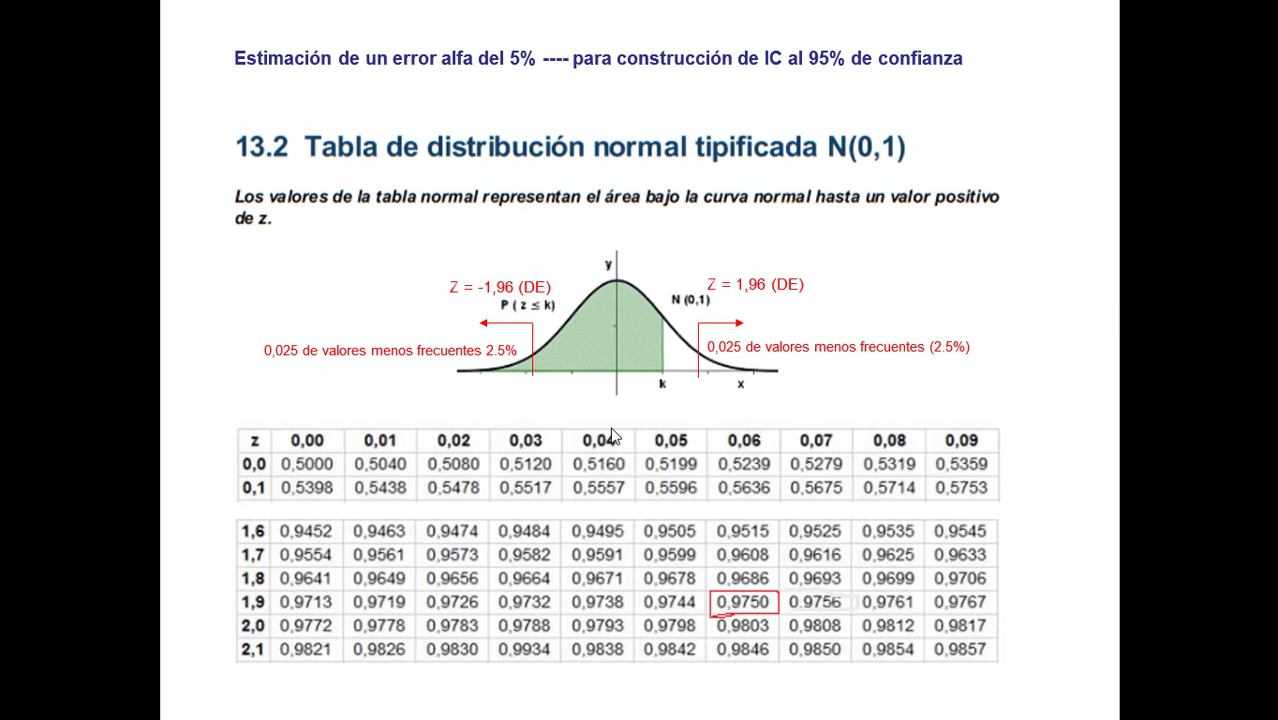 Estimación de un error alfa del 5% ---- para construcción de IC al 95% de confianza
13.2 Tabla de distribución normal tipificada N(0,1)
Los valores de la tabla normal representan el área bajo la curva normal hasta un valor positivo
de z.
y
Z = -1,96 (DE)
Z = 1,96 (DE)
P ( z ≤ k)
N (0,1)
0,025 de valores menos frecuentes 2.5%
0,025 de valores menos frecuentes (2.5%)
k
x
z 0,00 0,01 0,02 0,03 0,04 0,05 0,06 0,07 0,08 0,09
0,0 0,5000 0,5040 0,5080 0,5120 0,5160 0,5199 0,5239 0,5279 0,5319 0,5359
0,1 0,5398 0,5438 0,5478 0,5517 0,5557 0,5596 0,5636 0,5675 0,5714 0,5753
1,6 0,9452 0,9463 0,9474 0,9484 0,9495 0,9505 0,9515 0,9525 0,9535 0,9545
1,7 0,9554 0,9561 0,9573 0,9582 0,9591 0,9599 0,9608 0,9616 0,9625 0,9633
1,8 0,9641 0,9649 0,9656 0,9664 0,9671 0,9678 0,9686 0,9693 0,9699 0,9706
1,9 0,9713 0,9719 0,9726 0,9732 0,9738 0,9744 0,9750 0,9756 0,9761 0,9767
2,0 0,9772 0,9778 0,9783 0,9788 0,9793 0,9798 0,9803 0,9808 0,9812 0,9817
2,1 0,9821 0,9826 0,9830 0,9934 0,9838 0,9842 0,9846 0,9850 0,9854 0,9857